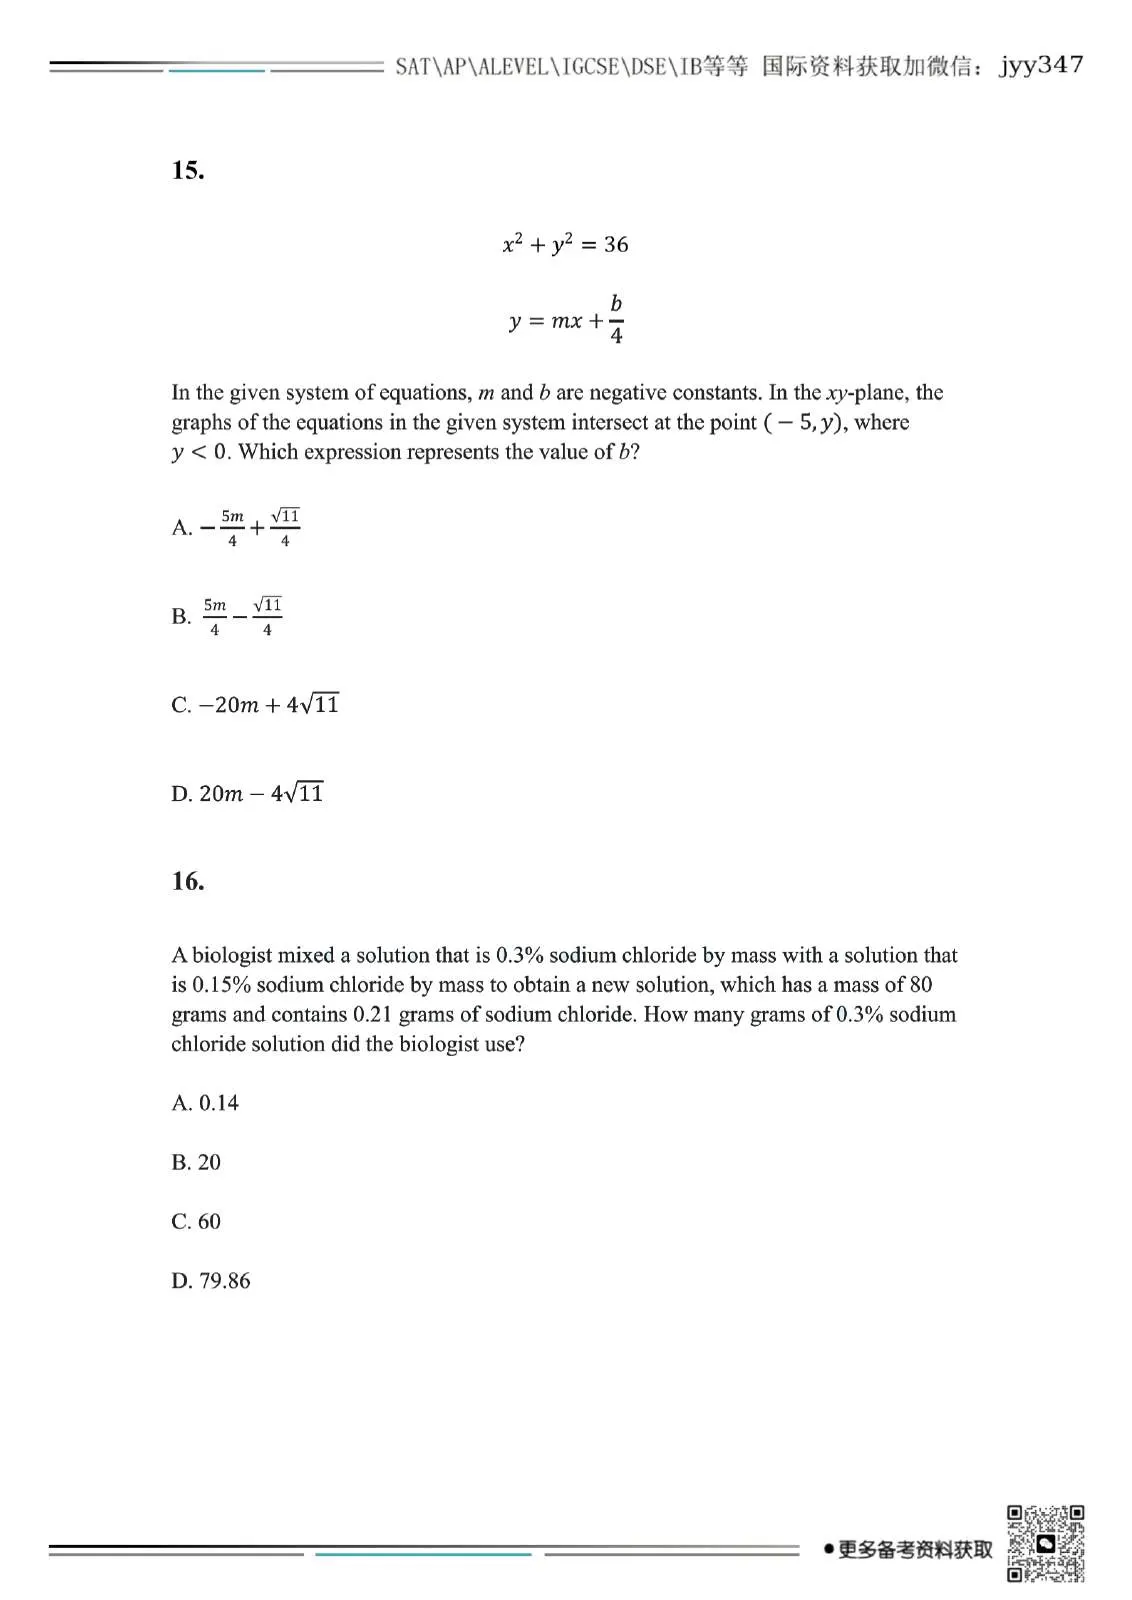 SAT\AP\ALEVEL\IGCSE\DSE\IB等等 国际资料获取加微信：jyy347
15.
x² + y² = 36
y = mx + b/4
In the given system of equations, m and b are negative constants. In the xy-plane, the
graphs of the equations in the given system intersect at the point (− 5, y), where
y < 0. Which expression represents the value of b?
A. −5m/4 + √11/4
B. 5m/4 − √11/4
C. −20m + 4√11
D. 20m − 4√11
16.
A biologist mixed a solution that is 0.3% sodium chloride by mass with a solution that
is 0.15% sodium chloride by mass to obtain a new solution, which has a mass of 80
grams and contains 0.21 grams of sodium chloride. How many grams of 0.3% sodium
chloride solution did the biologist use?
A. 0.14
B. 20
C. 60
D. 79.86
●更多备考资料获取